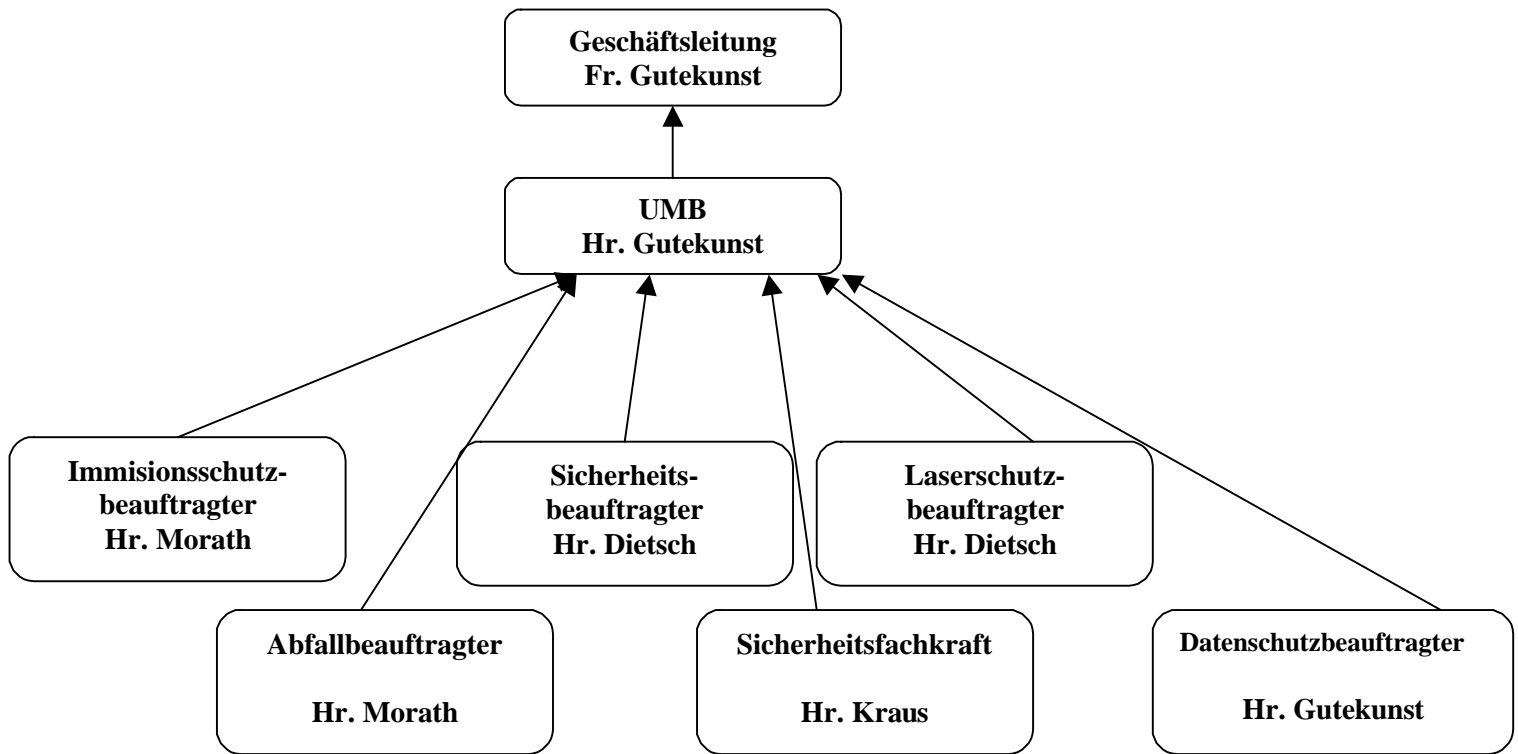 Geschäftsleitung
Fr. Gutekunst
UMB
Hr. Gutekunst
Immisionsschutz-
beauftragter
Hr. Morath
Sicherheits-
beauftragter
Hr. Dietsch
Laserschutz-
beauftragter
Hr. Dietsch
Abfallbeauftragter
Hr. Morath
Sicherheitsfachkraft
Hr. Kraus
Datenschutzbeauftragter
Hr. Gutekunst